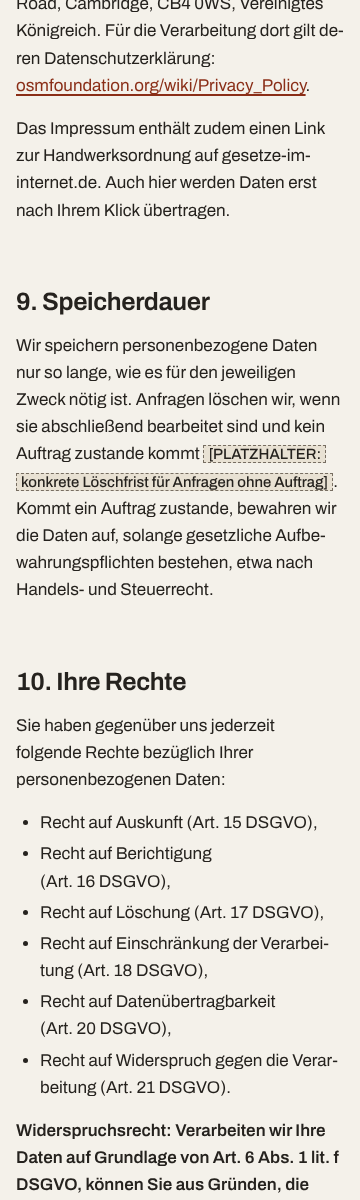 Road, Cambridge, CB4 0WS, Vereinigtes
Königreich. Für die Verarbeitung dort gilt de-
ren Datenschutzerklärung:
osmfoundation.org/wiki/Privacy_Policy.
Das Impressum enthält zudem einen Link
zur Handwerksordnung auf gesetze-im-
internet.de. Auch hier werden Daten erst
nach Ihrem Klick übertragen.
9. Speicherdauer
Wir speichern personenbezogene Daten
nur so lange, wie es für den jeweiligen
Zweck nötig ist. Anfragen löschen wir, wenn
sie abschließend bearbeitet sind und kein
Auftrag zustande kommt [PLATZHALTER:
konkrete Löschfrist für Anfragen ohne Auftrag].
Kommt ein Auftrag zustande, bewahren wir
die Daten auf, solange gesetzliche Aufbe-
wahrungspflichten bestehen, etwa nach
Handels- und Steuerrecht.
10. Ihre Rechte
Sie haben gegenüber uns jederzeit
folgende Rechte bezüglich Ihrer
personenbezogenen Daten:
• Recht auf Auskunft (Art. 15 DSGVO),
• Recht auf Berichtigung
(Art. 16 DSGVO),
• Recht auf Löschung (Art. 17 DSGVO),
• Recht auf Einschränkung der Verarbei-
tung (Art. 18 DSGVO),
• Recht auf Datenübertragbarkeit
(Art. 20 DSGVO),
• Recht auf Widerspruch gegen die Verar-
beitung (Art. 21 DSGVO).
Widerspruchsrecht: Verarbeiten wir Ihre
Daten auf Grundlage von Art. 6 Abs. 1 lit. f
DSGVO, können Sie aus Gründen, die